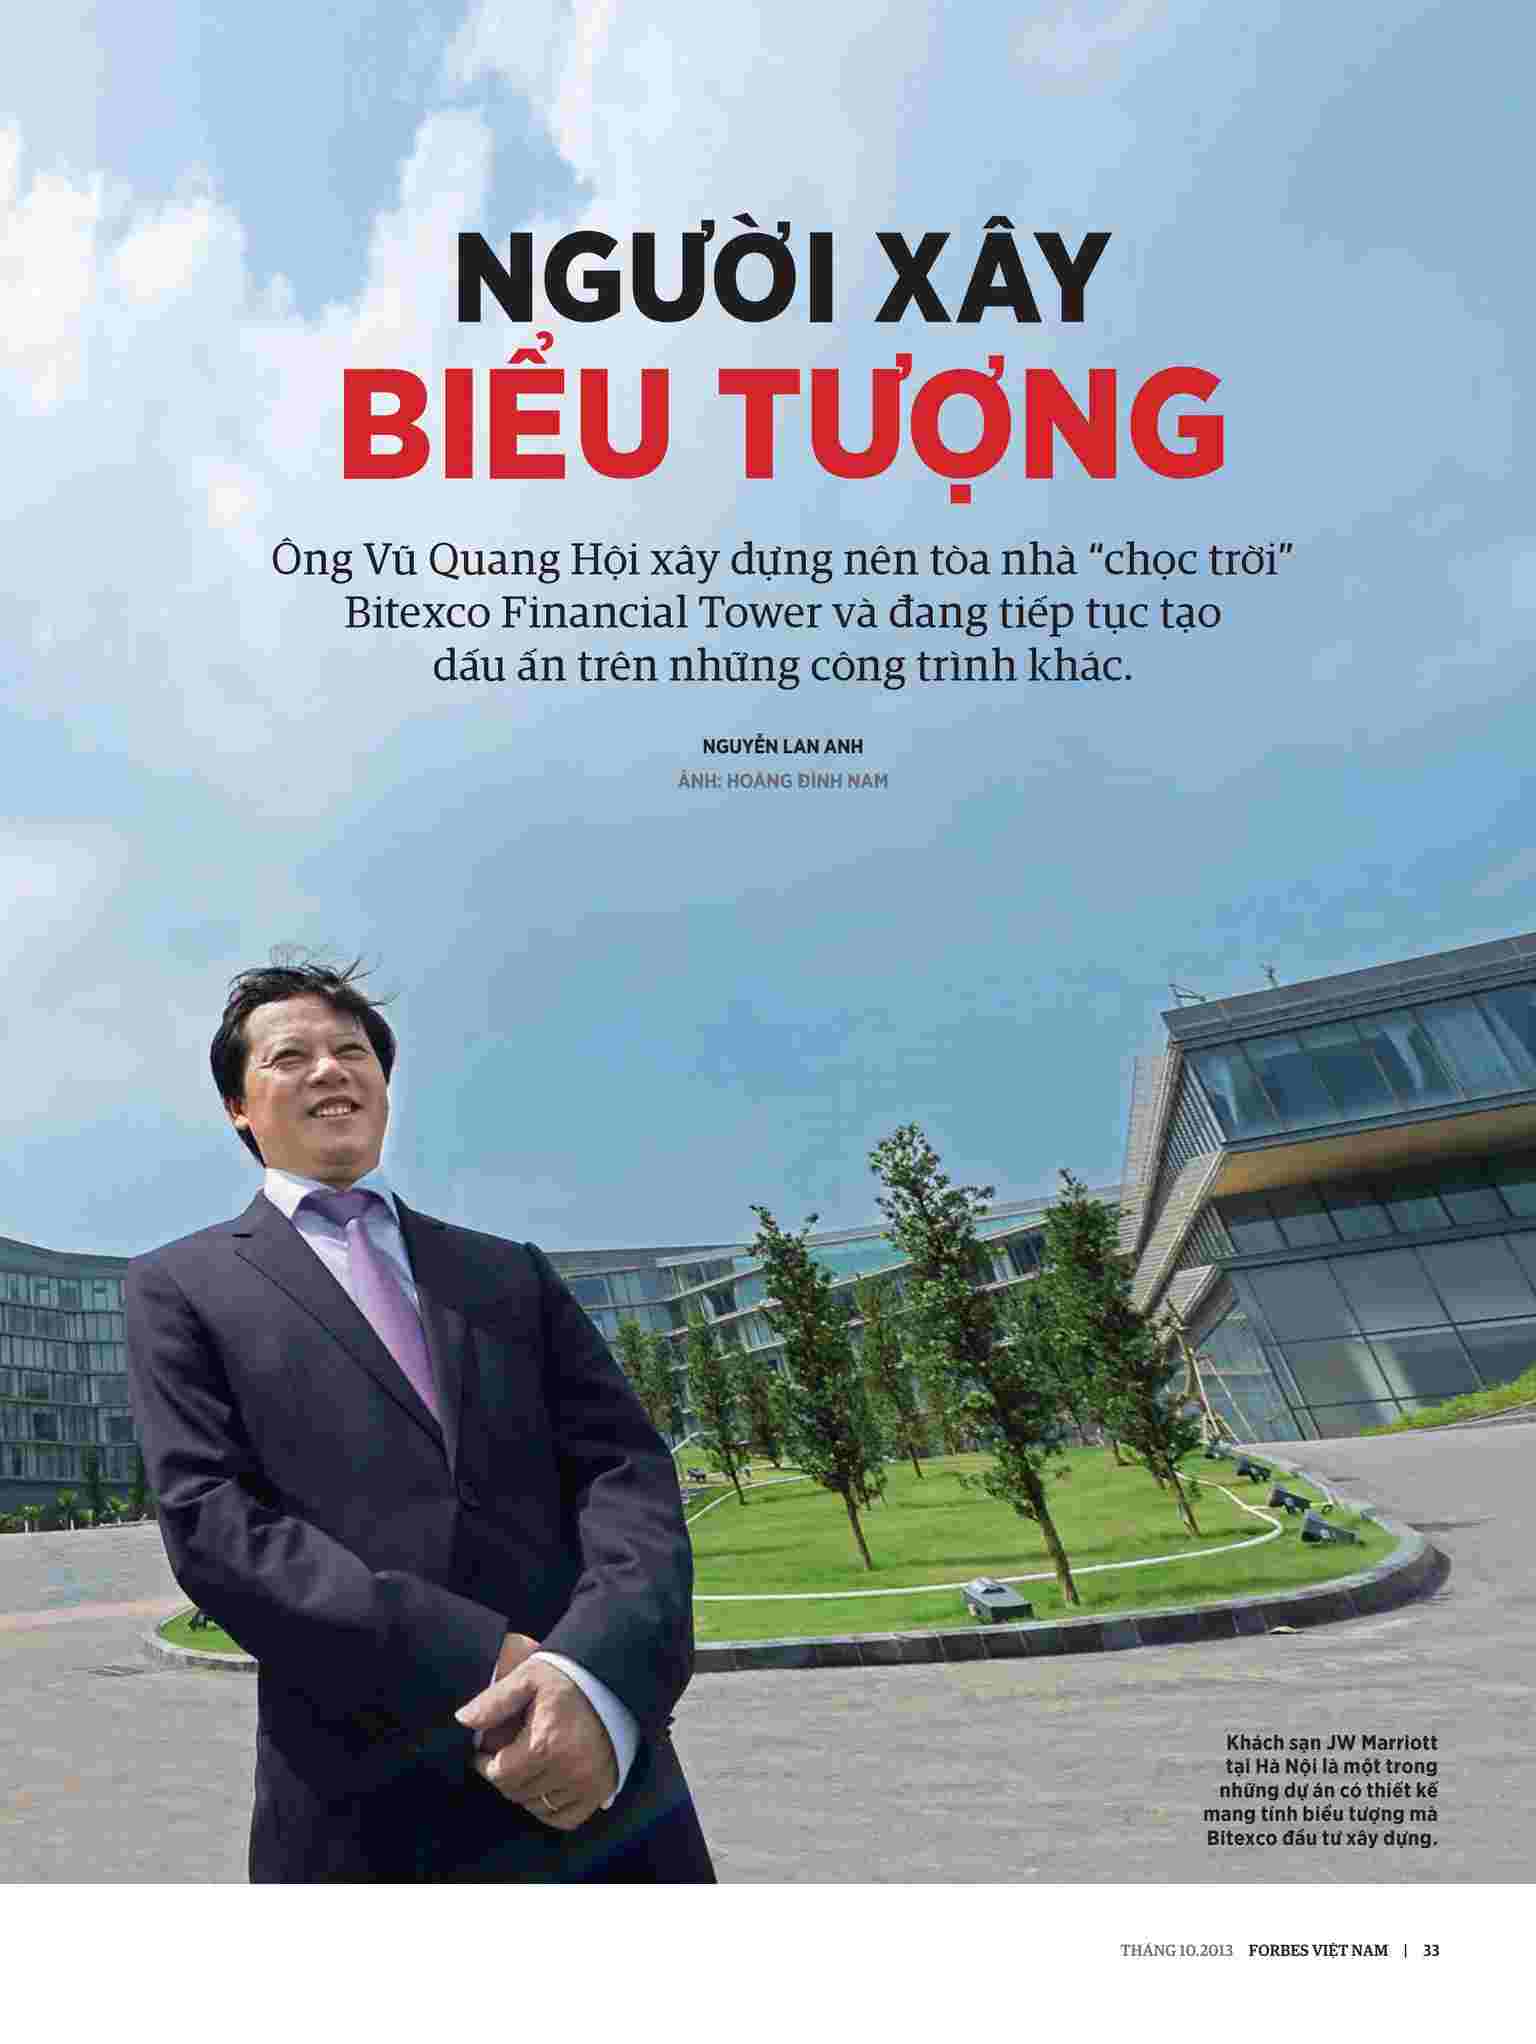 NGƯỜI XÂY
BIỂU TƯỢNG
Ông Vũ Quang Hội xây dựng nên tòa nhà “chọc trời”
Bitexco Financial Tower và đang tiếp tục tạo
dấu ấn trên những công trình khác.
NGUYỄN LAN ANH
ẢNH: HOÀNG ĐÌNH NAM
Khách sạn JW Marriott
tại Hà Nội là một trong
những dự án có thiết kế
mang tính biểu tượng mà
Bitexco đầu tư xây dựng.
THÁNG 10.2013 FORBES VIỆT NAM | 33